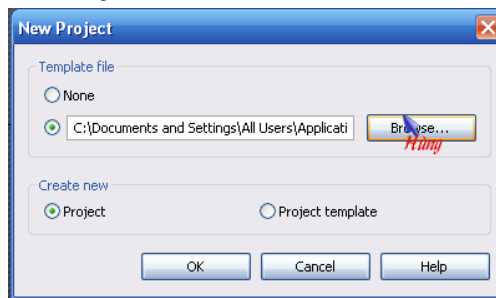 New Project
Template file
None
C:\Documents and Settings\All Users\Applicati
Browse...
Hùng
Create new
Project
Project template
OK
Cancel
Help